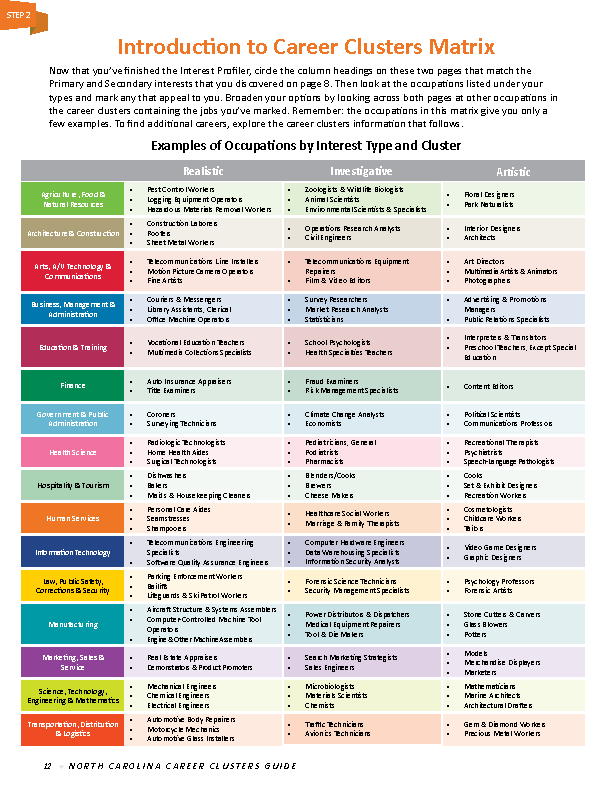 STEP 2
Introduction to Career Clusters Matrix
Now that you've finished the Interest Profiler, circle the column headings on these two pages that match the
Primary and Secondary interests that you discovered on page 8. Then look at the occupations listed under your
types and mark any that appeal to you. Broaden your options by looking across both pages at other occupations in
the career clusters containing the jobs you've marked. Remember: the occupations in this matrix give you only a
few examples. To find additional careers, explore the career clusters information that follows.
Examples of Occupations by Interest Type and Cluster
Realistic Investigative Artistic
Agriculture, Food &
Natural Resources
• Pest Control Workers
• Logging Equipment Operators
• Hazardous Materials Removal Workers
• Zoologists & Wildlife Biologists
• Animal Scientists
• Environmental Scientists & Specialists
• Floral Designers
• Park Naturalists
Architecture & Construction
• Construction Laborers
• Roofers
• Sheet Metal Workers
• Operations Research Analysts
• Civil Engineers
• Interior Designers
• Architects
Arts, A/V Technology &
Communications
• Telecommunications Line Installers
• Motion Picture Camera Operators
• Fine Artists
• Telecommunications Equipment
Repairers
• Film & Video Editors
• Art Directors
• Multimedia Artists & Animators
• Photographers
Business, Management &
Administration
• Couriers & Messengers
• Library Assistants, Clerical
• Office Machine Operators
• Survey Researchers
• Market Research Analysts
• Statisticians
• Advertising & Promotions
Managers
• Public Relations Specialists
Education & Training
• Vocational Education Teachers
• Multimedia Collections Specialists
• School Psychologists
• Health Specialties Teachers
• Interpreters & Translators
• Preschool Teachers, Except Special
Education
Finance
• Auto Insurance Appraisers
• Title Examiners
• Fraud Examiners
• Risk Management Specialists
• Content Editors
Government & Public
Administration
• Coroners
• Surveying Technicians
• Climate Change Analysts
• Economists
• Political Scientists
• Communications Professors
Health Science
• Radiologic Technologists
• Home Health Aides
• Surgical Technologists
• Pediatricians, General
• Podiatrists
• Pharmacists
• Recreational Therapists
• Psychiatrists
• Speech-Language Pathologists
Hospitality & Tourism
• Dishwashers
• Bakers
• Maids & Housekeeping Cleaners
• Blenders/Cooks
• Brewers
• Cheese Makers
• Cooks
• Set & Exhibit Designers
• Recreation Workers
Human Services
• Personal Care Aides
• Seamstresses
• Shampooers
• Healthcare Social Workers
• Marriage & Family Therapists
• Cosmetologists
• Childcare Workers
• Tailors
Information Technology
• Telecommunications Engineering
Specialists
• Software Quality Assurance Engineers
• Computer Hardware Engineers
• Data Warehousing Specialists
• Information Security Analysts
• Video Game Designers
• Graphic Designers
Law, Public Safety,
Corrections & Security
• Parking Enforcement Workers
• Bailiffs
• Lifeguards & Ski Patrol Workers
• Forensic Science Technicians
• Security Management Specialists
• Psychology Professors
• Forensic Artists
Manufacturing
• Aircraft Structure & Systems Assemblers
• Computer-Controlled Machine Tool
Operators
• Engine & Other Machine Assemblers
• Power Distributors & Dispatchers
• Medical Equipment Repairers
• Tool & Die Makers
• Stone Cutters & Carvers
• Glass Blowers
• Potters
Marketing, Sales &
Service
• Real Estate Appraisers
• Demonstrators & Product Promoters
• Search Marketing Strategists
• Sales Engineers
• Models
• Merchandise Displayers
• Marketers
Science, Technology,
Engineering & Mathematics
• Mechanical Engineers
• Chemical Engineers
• Electrical Engineers
• Microbiologists
• Materials Scientists
• Chemists
• Mathematicians
• Marine Architects
• Architectural Drafters
Transportation, Distribution
& Logistics
• Automotive Body Repairers
• Motorcycle Mechanics
• Automotive Glass Installers
• Traffic Technicians
• Avionics Technicians
• Gem & Diamond Workers
• Precious Metal Workers
12 • NORTH CAROLINA CAREER CLUSTERS GUIDE